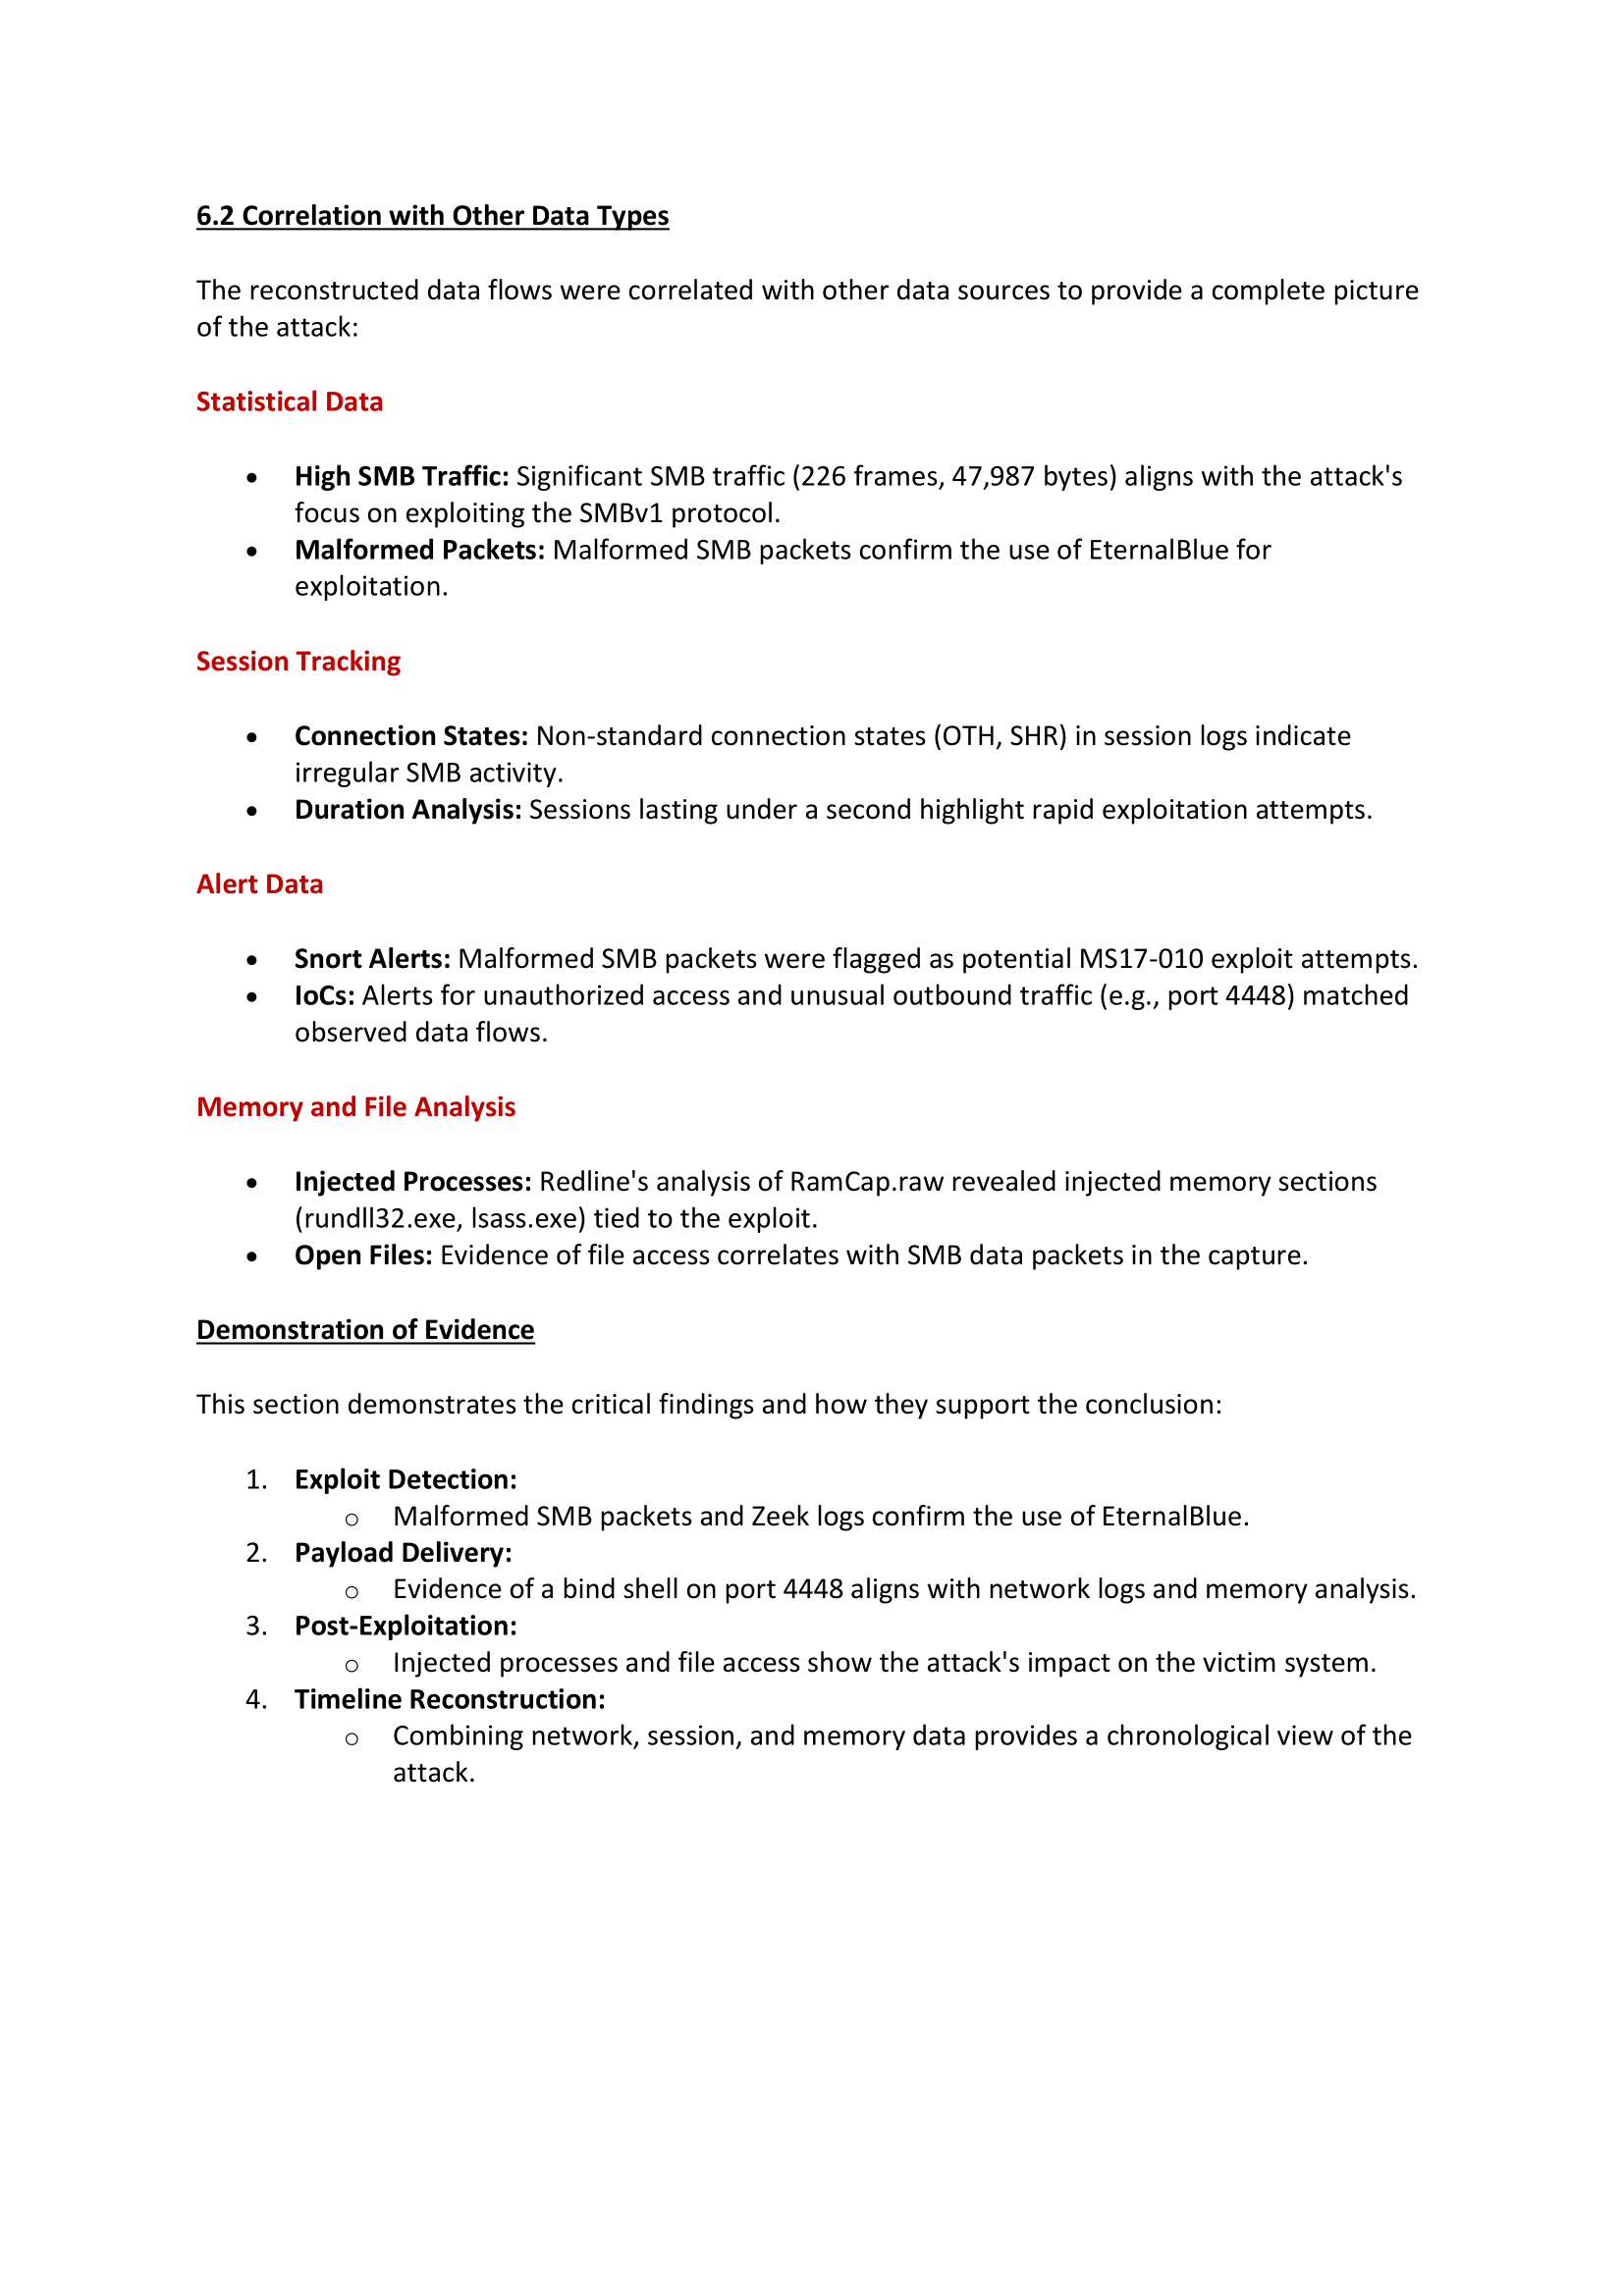 6.2 Correlation with Other Data Types
The reconstructed data flows were correlated with other data sources to provide a complete picture
of the attack:
Statistical Data
• High SMB Traffic: Significant SMB traffic (226 frames, 47,987 bytes) aligns with the attack's
focus on exploiting the SMBv1 protocol.
• Malformed Packets: Malformed SMB packets confirm the use of EternalBlue for
exploitation.
Session Tracking
• Connection States: Non-standard connection states (OTH, SHR) in session logs indicate
irregular SMB activity.
• Duration Analysis: Sessions lasting under a second highlight rapid exploitation attempts.
Alert Data
• Snort Alerts: Malformed SMB packets were flagged as potential MS17-010 exploit attempts.
• IoCs: Alerts for unauthorized access and unusual outbound traffic (e.g., port 4448) matched
observed data flows.
Memory and File Analysis
• Injected Processes: Redline's analysis of RamCap.raw revealed injected memory sections
(rundll32.exe, lsass.exe) tied to the exploit.
• Open Files: Evidence of file access correlates with SMB data packets in the capture.
Demonstration of Evidence
This section demonstrates the critical findings and how they support the conclusion:
1. Exploit Detection:
o Malformed SMB packets and Zeek logs confirm the use of EternalBlue.
2. Payload Delivery:
o Evidence of a bind shell on port 4448 aligns with network logs and memory analysis.
3. Post-Exploitation:
o Injected processes and file access show the attack's impact on the victim system.
4. Timeline Reconstruction:
o Combining network, session, and memory data provides a chronological view of the
attack.